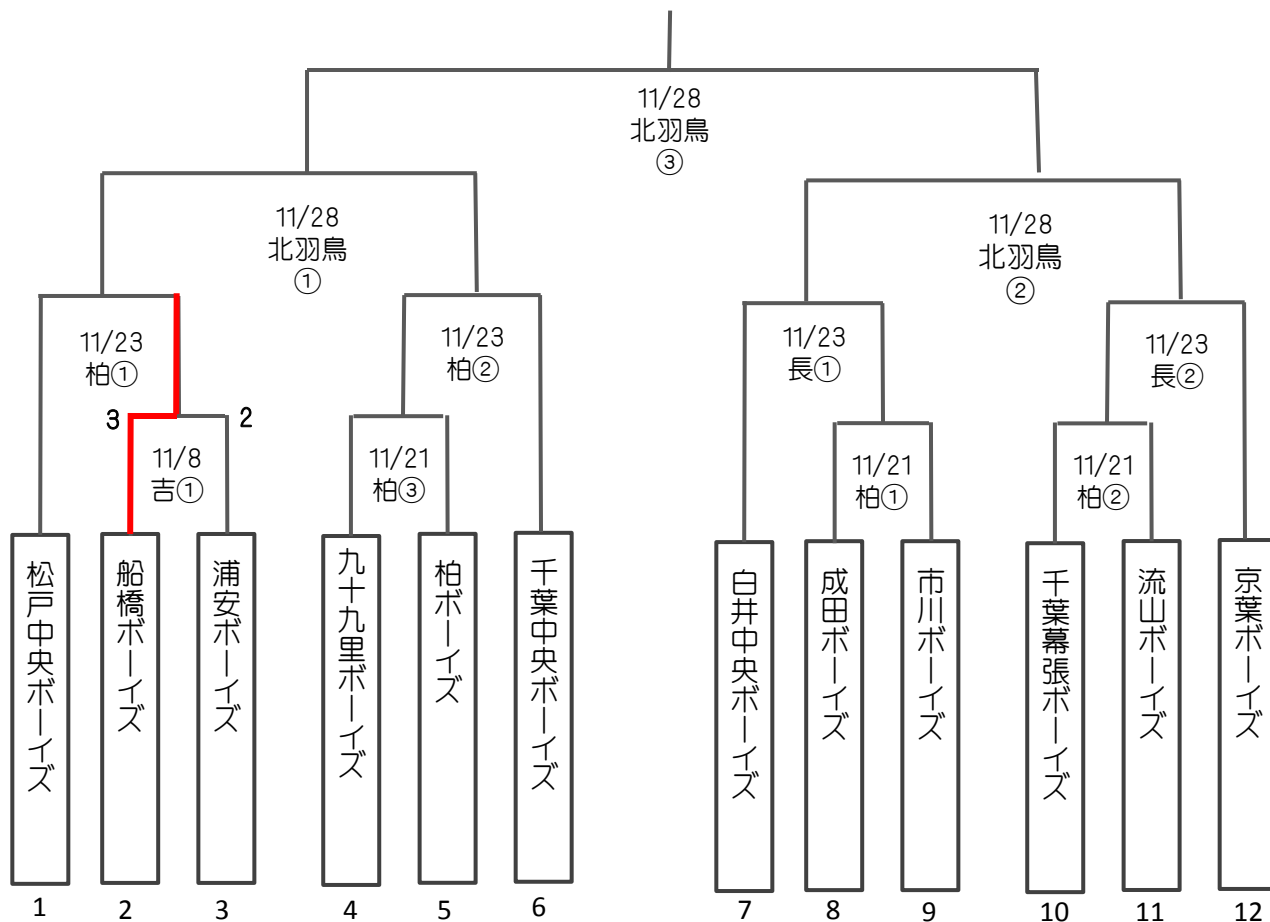 11/28
北羽鳥
③
11/28
北羽鳥
①
11/28
北羽鳥
②
11/23
柏①
11/23
柏②
11/23
長①
11/23
長②
3
2
11/8
吉①
11/21
柏③
11/21
柏①
11/21
柏②
松戸中央ボーイズ
船橋ボーイズ
浦安ボーイズ
九十九里ボーイズ
柏ボーイズ
千葉中央ボーイズ
白井中央ボーイズ
成田ボーイズ
市川ボーイズ
千葉幕張ボーイズ
流山ボーイズ
京葉ボーイズ
1
2
3
4
5
6
7
8
9
10
11
12